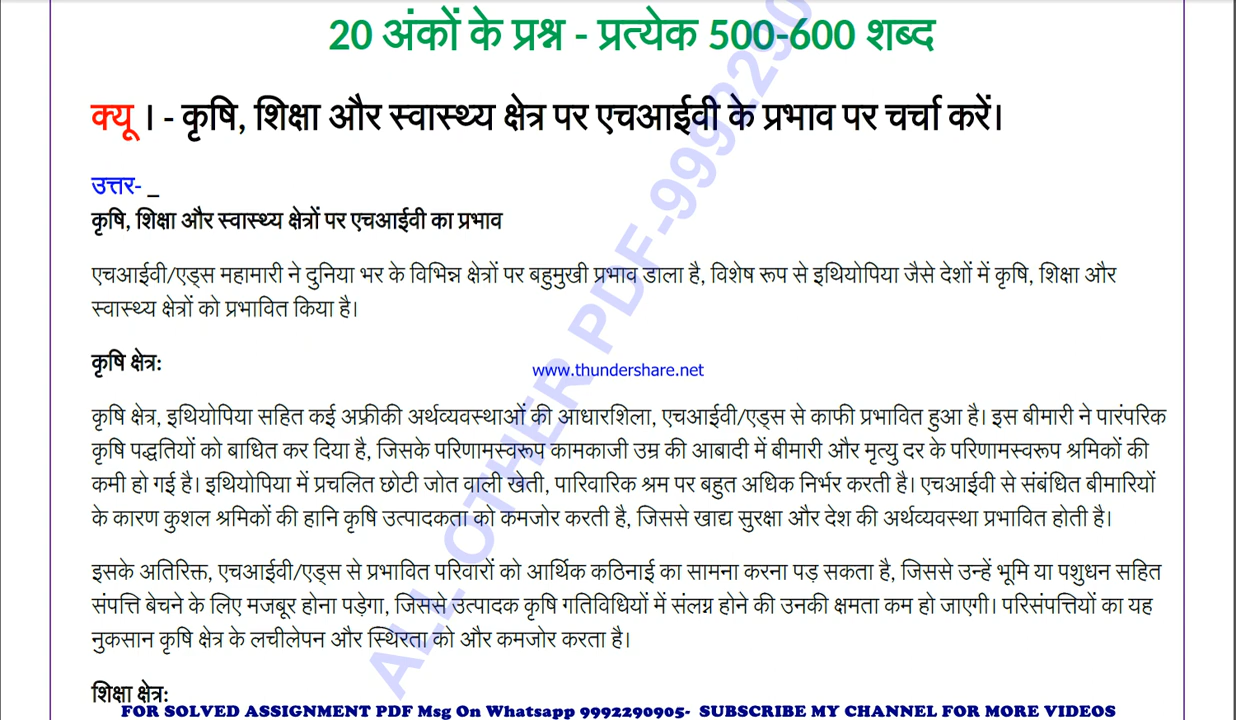 20 अंकों के प्रश्न - प्रत्येक 500-600 शब्द
क्यू । - कृषि, शिक्षा और स्वास्थ्य क्षेत्र पर एचआईवी के प्रभाव पर चर्चा करें।
उत्तर- _
कृषि, शिक्षा और स्वास्थ्य क्षेत्रों पर एचआईवी का प्रभाव
एचआईवी/एड्स महामारी ने दुनिया भर के विभिन्न क्षेत्रों पर बहुमुखी प्रभाव डाला है, विशेष रूप से इथियोपिया जैसे देशों में कृषि, शिक्षा और
स्वास्थ्य क्षेत्रों को प्रभावित किया है।
कृषि क्षेत्र:
www.thundershare.net
कृषि क्षेत्र, इथियोपिया सहित कई अफ्रीकी अर्थव्यवस्थाओं की आधारशिला, एचआईवी/एड्स से काफी प्रभावित हुआ है। इस बीमारी ने पारंपरिक
कृषि पद्धतियों को बाधित कर दिया है, जिसके परिणामस्वरूप कामकाजी उम्र की आबादी में बीमारी और मृत्यु दर के परिणामस्वरूप श्रमिकों की
कमी हो गई है। इथियोपिया में प्रचलित छोटी जोत वाली खेती, पारिवारिक श्रम पर बहुत अधिक निर्भर करती है। एचआईवी से संबंधित बीमारियों
के कारण कुशल श्रमिकों की हानि कृषि उत्पादकता को कमजोर करती है, जिससे खाद्य सुरक्षा और देश की अर्थव्यवस्था प्रभावित होती है।
इसके अतिरिक्त, एचआईवी/एड्स से प्रभावित परिवारों को आर्थिक कठिनाई का सामना करना पड़ सकता है, जिससे उन्हें भूमि या पशुधन सहित
संपत्ति बेचने के लिए मजबूर होना पड़ेगा, जिससे उत्पादक कृषि गतिविधियों में संलग्न होने की उनकी क्षमता कम हो जाएगी। परिसंपत्तियों का यह
नुकसान कृषि क्षेत्र के लचीलेपन और स्थिरता को और कमजोर करता है।
शिक्षा क्षेत्र:
FOR SOLVED ASSIGNMENT PDF Msg On Whatsapp 9992290905- SUBSCRIBE MY CHANNEL FOR MORE VIDEOS
ALL OTHER PDF-9992290